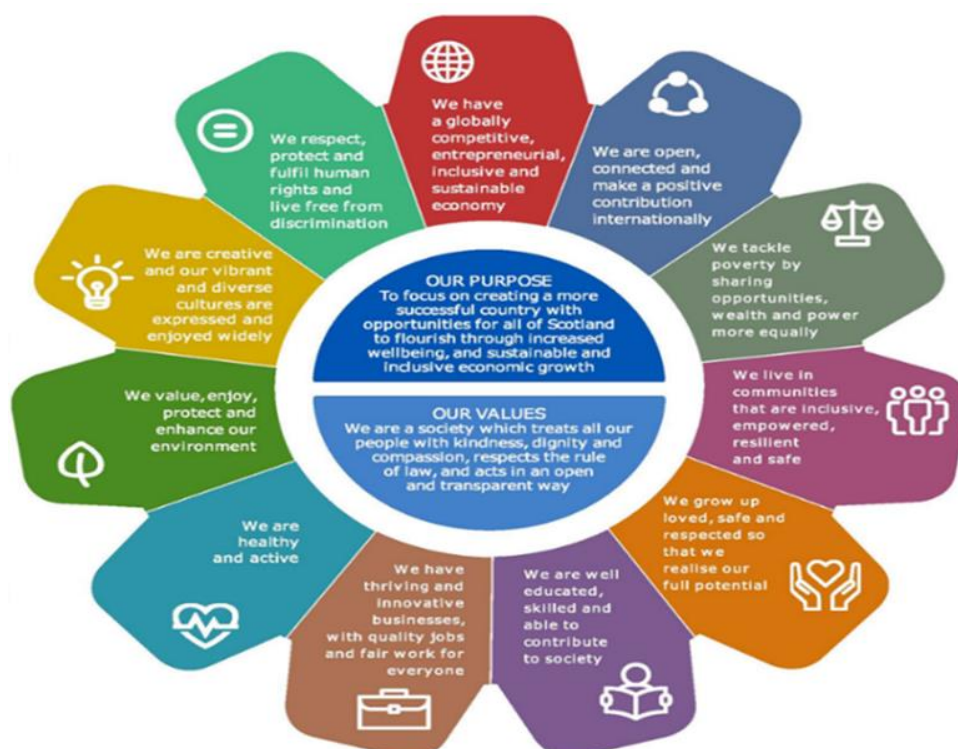 We have
a globally
competitive,
entrepreneurial,
inclusive and
sustainable
economy
We are open,
connected and
make a positive
contribution
internationally
We tackle
poverty by
sharing
opportunities,
wealth and power
more equally
We live in
communities
that are inclusive,
empowered,
resilient
and safe
We grow up
loved, safe and
respected so
that we
realise our
full potential
We are well
educated,
skilled and
able to
contribute
to society
We have
thriving and
innovative
businesses,
with quality jobs
and fair work for
everyone
We are
healthy
and active
We value, enjoy,
protect and
enhance our
environment
We are creative
and our vibrant
and diverse
cultures are
expressed and
enjoyed widely
We respect,
protect and
fulfil human
rights and
live free from
discrimination
OUR PURPOSE
To focus on creating a more
successful country with
opportunities for all of Scotland
to flourish through increased
wellbeing, and sustainable and
inclusive economic growth
OUR VALUES
We are a society which treats all our
people with kindness, dignity and
compassion, respects the rule
of law, and acts in an open
and transparent way